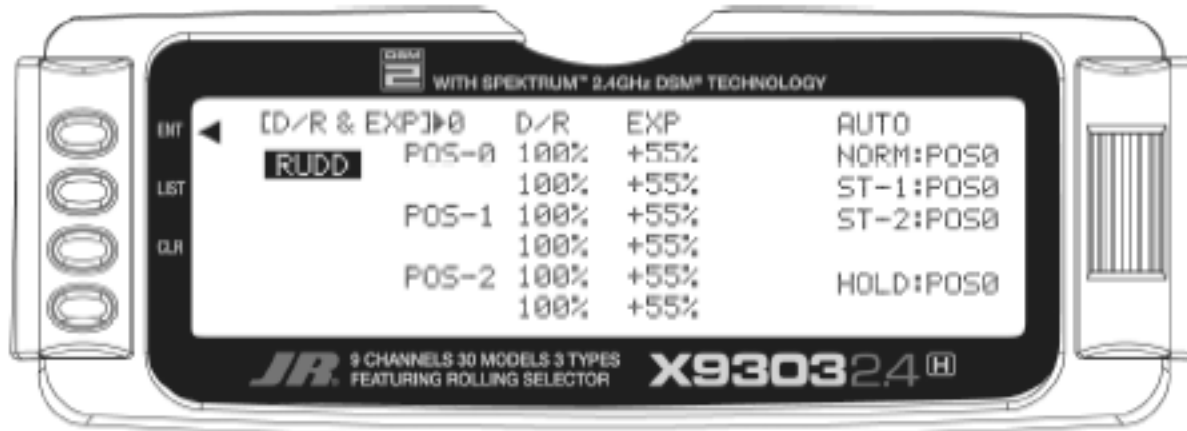 DSM
2
WITH SPEKTRUM™ 2.4GHz DSM® TECHNOLOGY
ENT
LIST
CLR
[D/R & EXP]▶0 D/R EXP AUTO
RUDD POS-0 100% +55% NORM:POS0
100% +55% ST-1:POS0
POS-1 100% +55% ST-2:POS0
100% +55%
POS-2 100% +55% HOLD:POS0
100% +55%
JR. 9 CHANNELS 30 MODELS 3 TYPES
FEATURING ROLLING SELECTOR
X9303 2.4 H